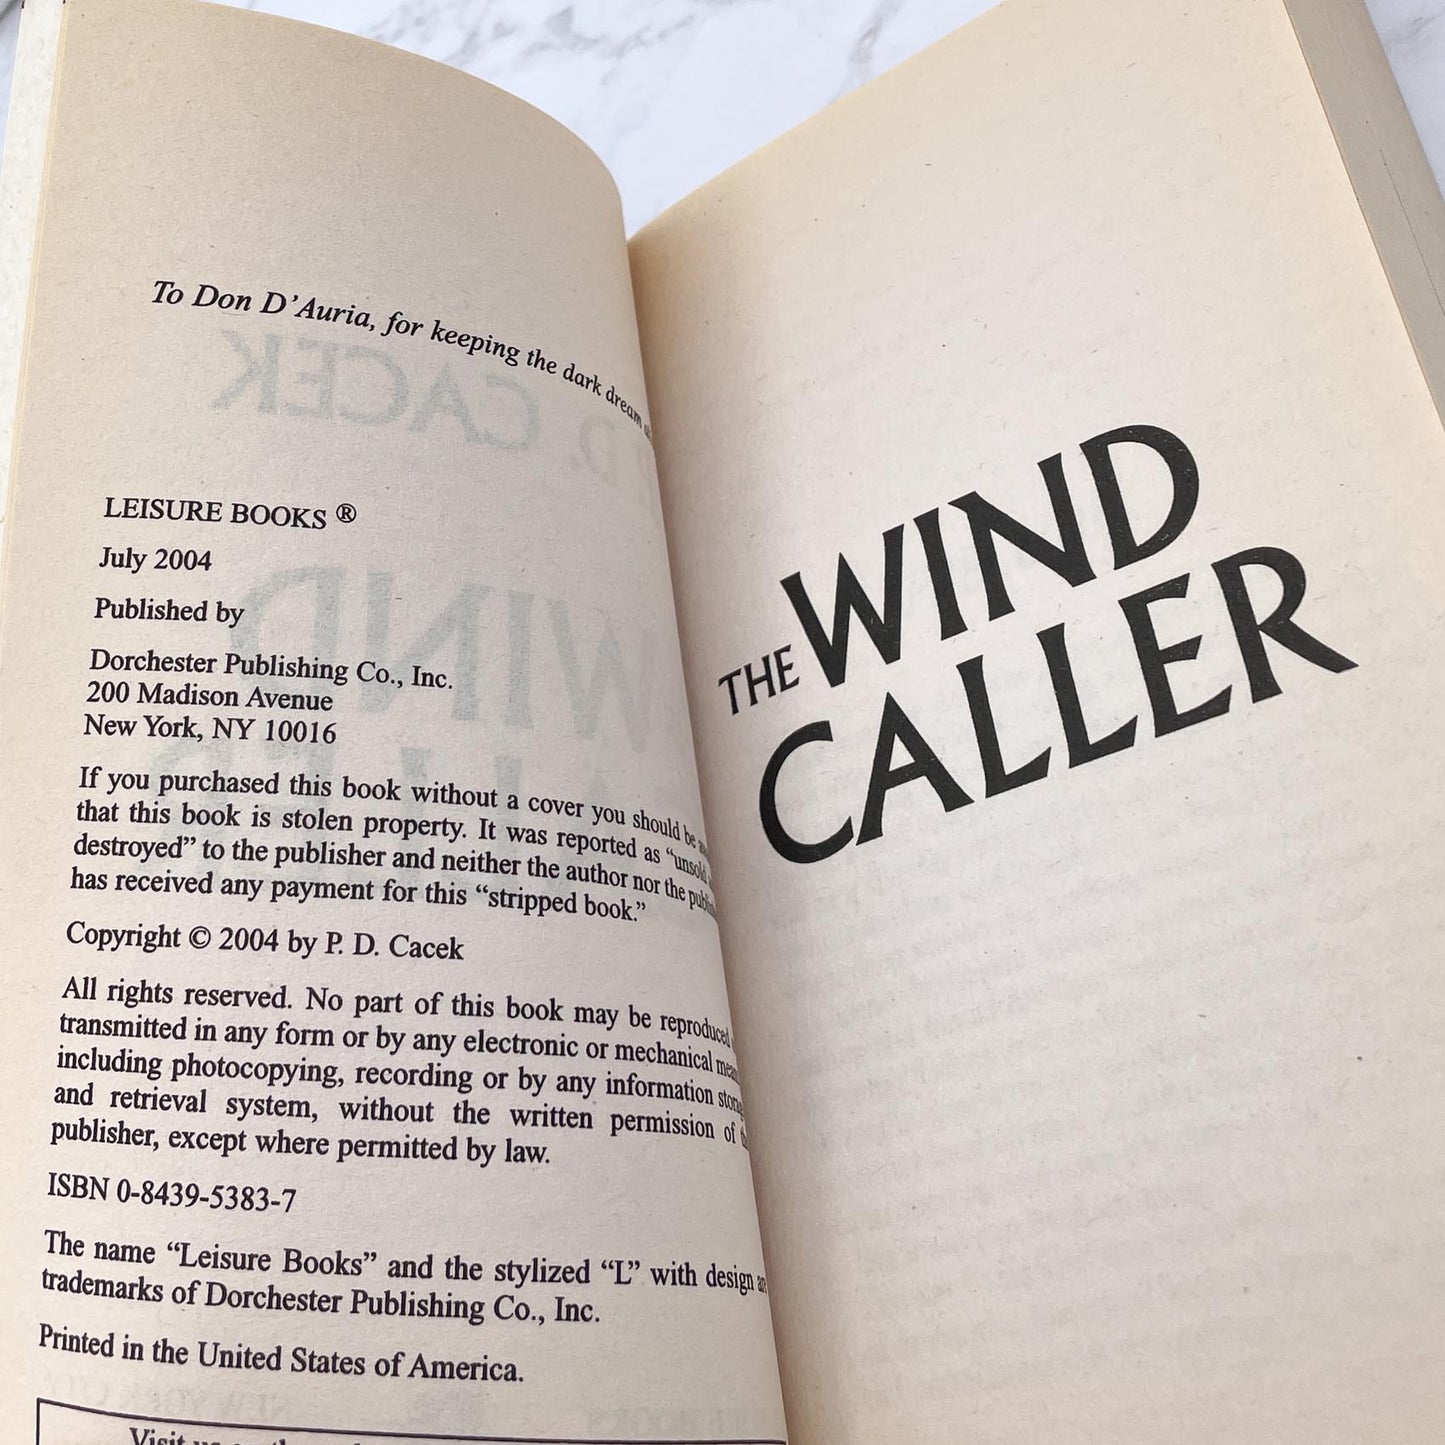 To Don D'Auria, for keeping the dark dream
LEISURE BOOKS ®
July 2004
Published by
Dorchester Publishing Co., Inc.
200 Madison Avenue
New York, NY 10016
If you purchased this book without a cover you should be
that this book is stolen property. It was reported as “unsold
destroyed” to the publisher and neither the author nor the
has received any payment for this “stripped book.”
Copyright © 2004 by P. D. Cacek
All rights reserved. No part of this book may be reproduced
transmitted in any form or by any electronic or mechanical
including photocopying, recording or by any information
and retrieval system, without the written permission of
publisher, except where permitted by law.
ISBN 0-8439-5383-7
The name “Leisure Books” and the stylized “L” with design
trademarks of Dorchester Publishing Co., Inc.
Printed in the United States of America.
Visit
THE WIND
CALLER